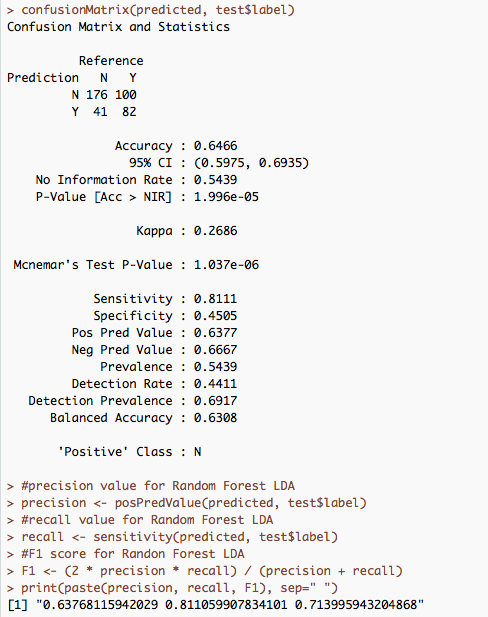 > confusionMatrix(predicted, test$label)
Confusion Matrix and Statistics
Reference
Prediction N Y
N 176 100
Y 41 82
Accuracy : 0.6466
95% CI : (0.5975, 0.6935)
No Information Rate : 0.5439
P-Value [Acc > NIR] : 1.996e-05
Kappa : 0.2686
Mcnemar's Test P-Value : 1.037e-06
Sensitivity : 0.8111
Specificity : 0.4505
Pos Pred Value : 0.6377
Neg Pred Value : 0.6667
Prevalence : 0.5439
Detection Rate : 0.4411
Detection Prevalence : 0.6917
Balanced Accuracy : 0.6308
'Positive' Class : N
> #precision value for Random Forest LDA
> precision <- posPredValue(predicted, test$label)
> #recall value for Random Forest LDA
> recall <- sensitivity(predicted, test$label)
> #F1 score for Randon Forest LDA
> F1 <- (2 * precision * recall) / (precision + recall)
> print(paste(precision, recall, F1), sep=" ")
[1] "0.63768115942029 0.811059907834101 0.713995943204868"